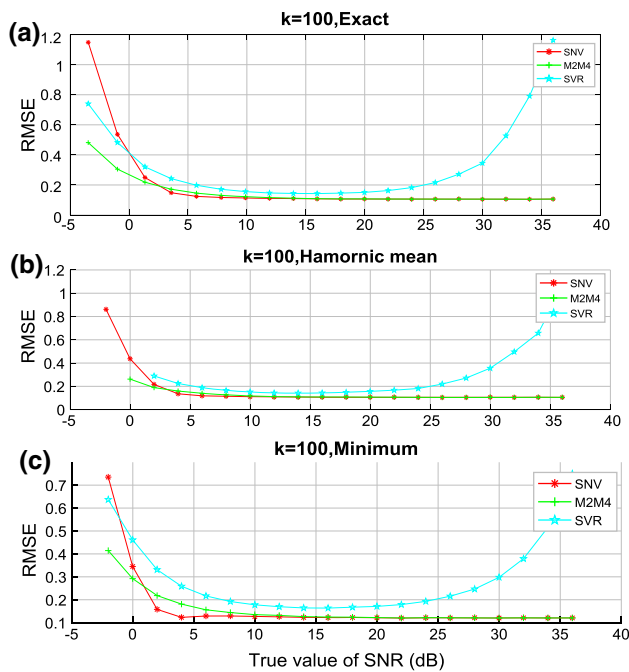 (a)
k=100,Exact
1.2
1
0.8
0.6
0.4
0.2
0
RMSE
SNV
M2M4
SVR
-5 0 5 10 15 20 25 30 35 40
(b)
k=100,Hamornic mean
1.2
1
0.8
0.6
0.4
0.2
0
RMSE
SNV
M2M4
SVR
-5 0 5 10 15 20 25 30 35 40
(c)
k=100,Minimum
0.7
0.6
0.5
0.4
0.3
0.2
0.1
RMSE
SNV
M2M4
SVR
-5 0 5 10 15 20 25 30 35 40
True value of SNR (dB)